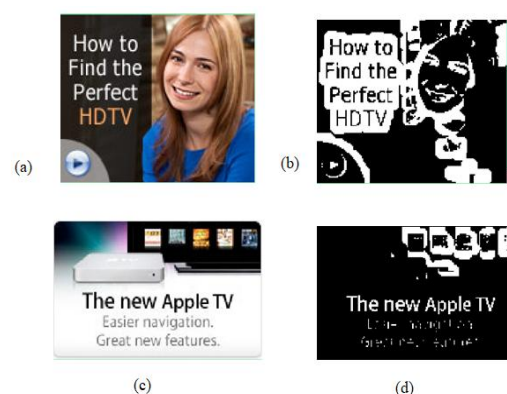 How to
Find the
Perfect
HDTV
(a)
How to
Find the
Perfect
HDTV
(b)
The new Apple TV
Easier navigation.
Great new features.
(c)
The new Apple TV
(d)